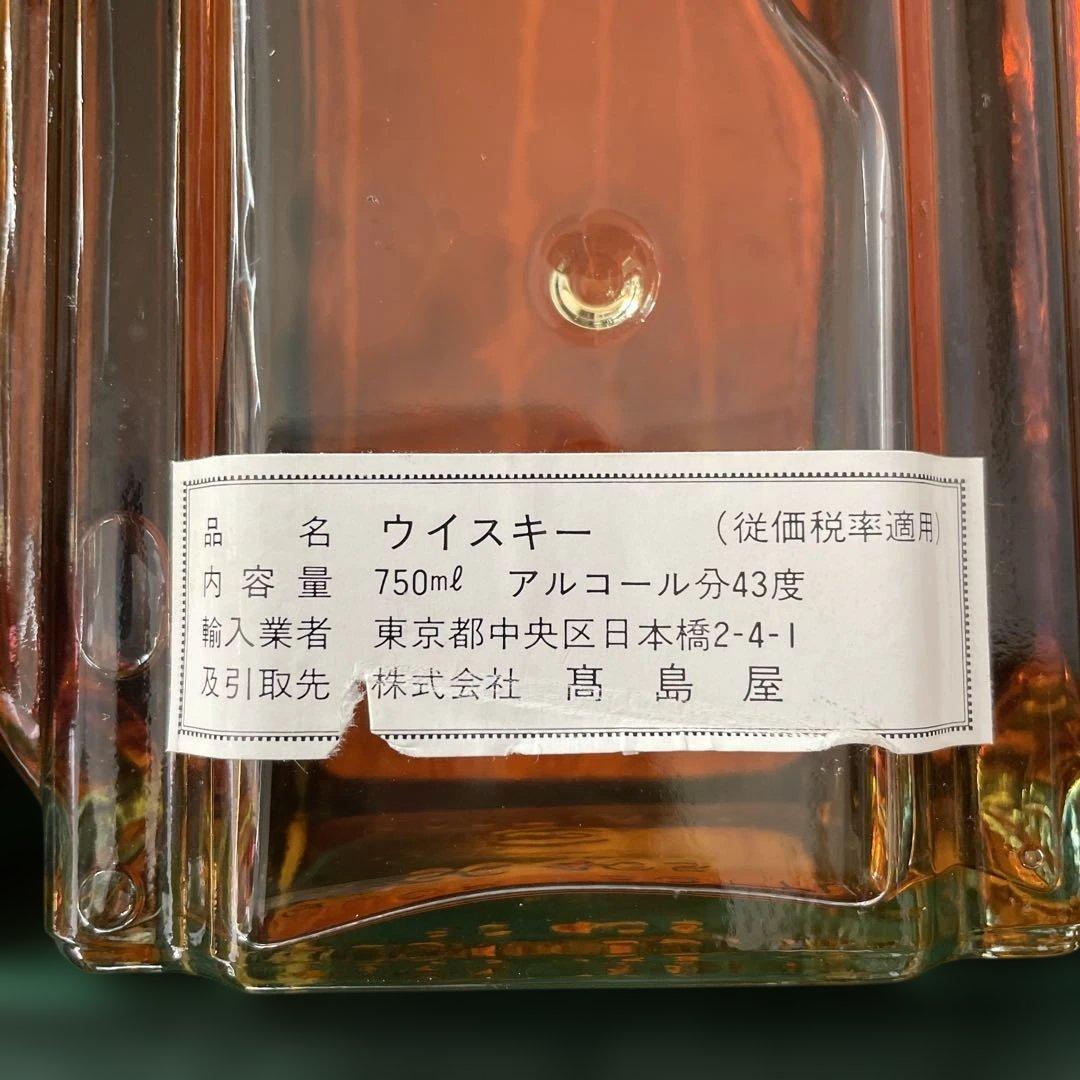 品名 ウイスキー (従価税率適用)
内容量 750mℓ アルコール分43度
輸入業者 東京都中央区日本橋2-4-1
及引取先 株式会社 髙島屋